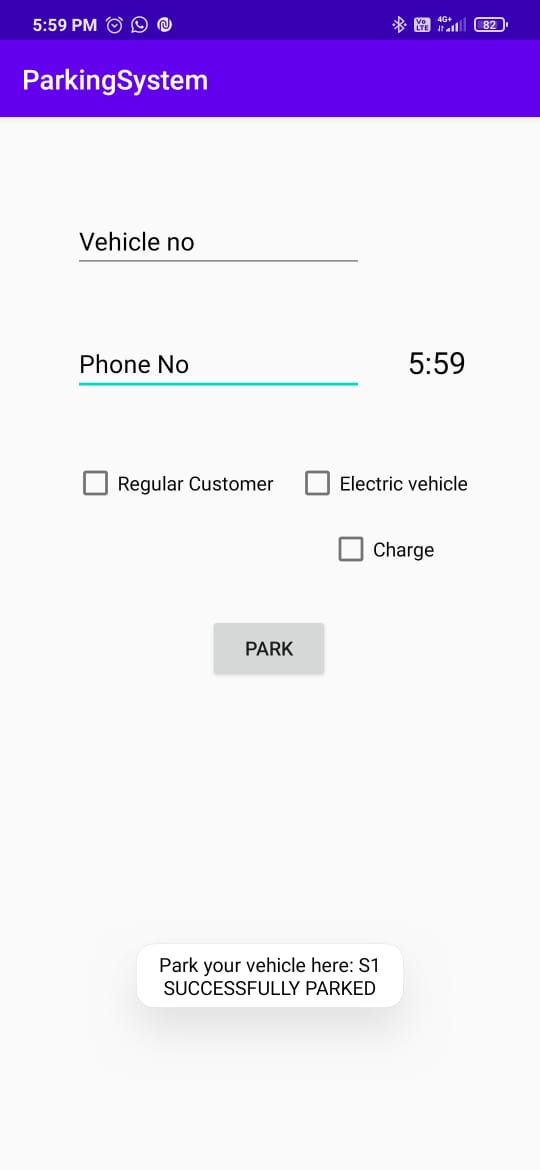 5:59 PM
Vo LTE 4G+ 82
ParkingSystem
Vehicle no
Phone No 5:59
Regular Customer Electric vehicle
Charge
PARK
Park your vehicle here: S1
SUCCESSFULLY PARKED